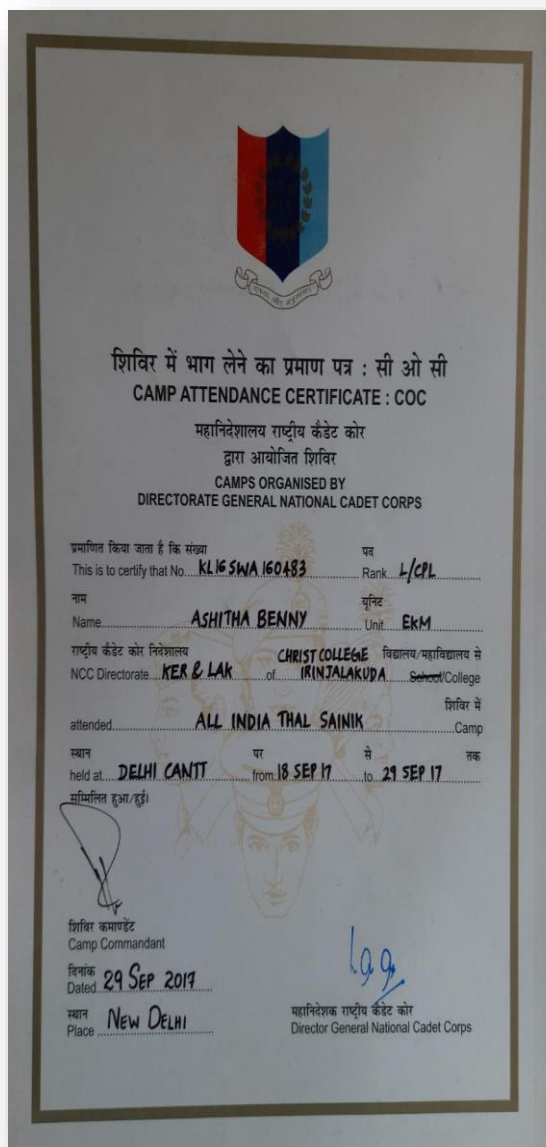 एकता और अनुशासन
शिविर में भाग लेने का प्रमाण पत्र : सी ओ सी
CAMP ATTENDANCE CERTIFICATE : COC
महानिदेशालय राष्ट्रीय कैडेट कोर
द्वारा आयोजित शिविर
CAMPS ORGANISED BY
DIRECTORATE GENERAL NATIONAL CADET CORPS
प्रमाणित किया जाता है कि संख्या पद
This is to certify that No. KL16SWA160483 Rank L/CPL
नाम यूनिट
Name ASHITHA BENNY Unit EKM
राष्ट्रीय कैडेट कोर निदेशालय CHRIST COLLEGE विद्यालय/महाविद्यालय से
NCC Directorate KER & LAK of IRINJALAKUDA School/College
शिविर में
attended ALL INDIA THAL SAINIK Camp
स्थान पर से तक
held at DELHI CANTT from 18 SEP 17 to 29 SEP 17
सम्मिलित हुआ/हुई।
शिविर कमाण्डेंट
Camp Commandant
दिनांक
Dated 29 SEP 2017
स्थान
Place NEW DELHI
महानिदेशक राष्ट्रीय कैडेट कोर
Director General National Cadet Corps